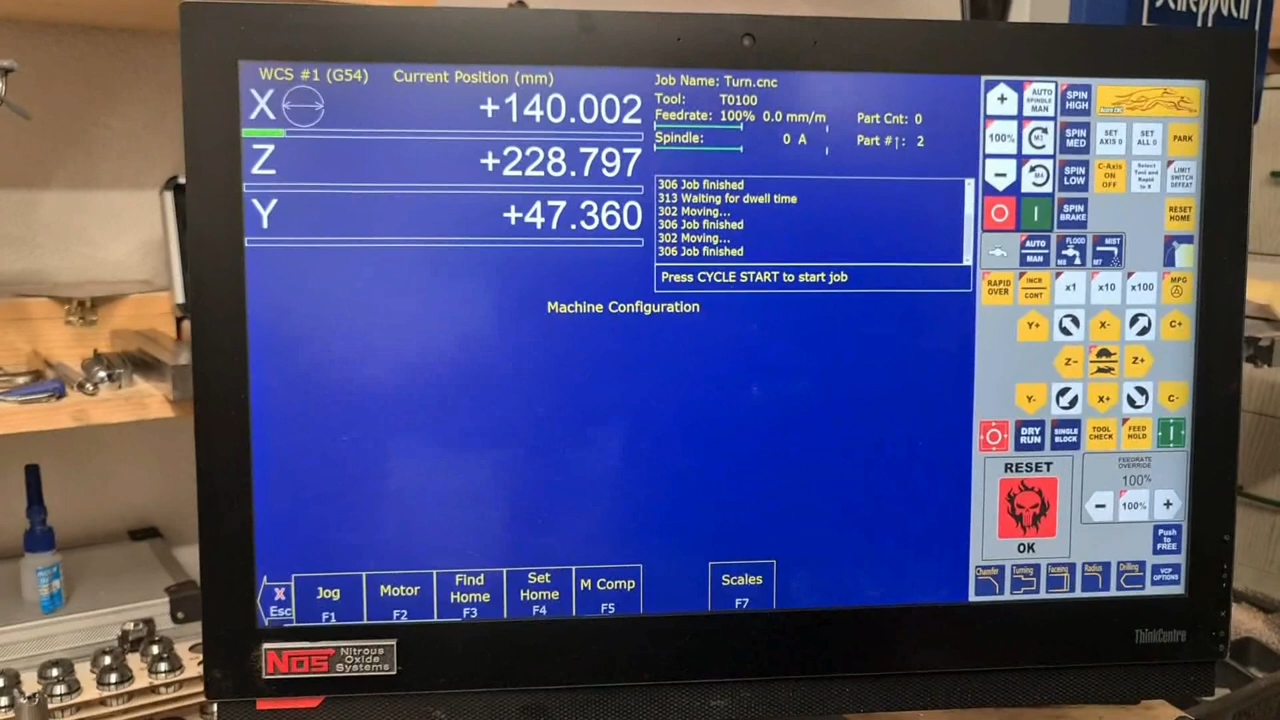 Scheppach
WCS #1 (G54) Current Position (mm)
X +140.002
Z +228.797
Y +47.360
Job Name: Turn.cnc
Tool: T0100
Feedrate: 100% 0.0 mm/m Part Cnt: 0
Spindle: 0 A Part #↑: 2
306 Job finished
313 Waiting for dwell time
302 Moving...
306 Job finished
302 Moving...
306 Job finished
Press CYCLE START to start job
Machine Configuration
X
Esc
Jog
F1
Motor
F2
Find
Home
F3
Set
Home
F4
M Comp
F5
Scales
F7
+
AUTO
SPINDLE
MAN
SPIN
HIGH
100%
M3
SPIN
MED
SET
AXIS 0
SET
ALL 0
PARK
−
M4
SPIN
LOW
C-Axis
ON
OFF
Select
Tool and
Rapid
to X
LIMIT
SWITCH
DEFEAT
SPIN
BRAKE
RESET
HOME
AUTO
MAN
FLOOD
M8
MIST
M7
RAPID
OVER
INCR
CONT
x1
x10
x100
MPG
Y+
X-
C+
Z-
Z+
Y-
X+
C-
DRY
RUN
SINGLE
BLOCK
TOOL
CHECK
FEED
HOLD
RESET
OK
FEEDRATE
OVERRIDE
100%
−
100%
+
Push
to
FREE
Chamfer
Turning
Faceing
Radius
Drilling
VCP
OPTIONS
NOS
Nitrous
Oxide
Systems
ThinkCentre